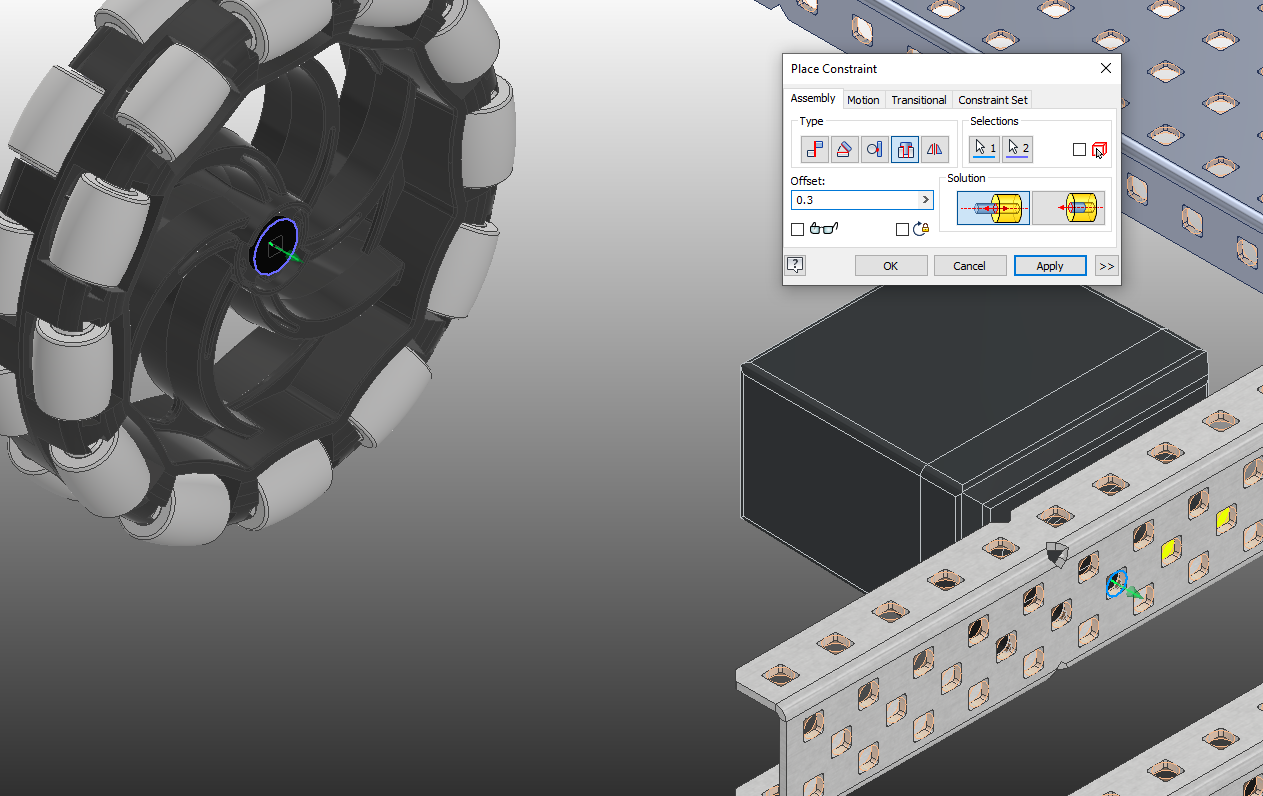 Place Constraint
Assembly Motion Transitional Constraint Set
Type
Selections
1 2
Offset:
Solution
0.3 >
?
OK Cancel Apply >>